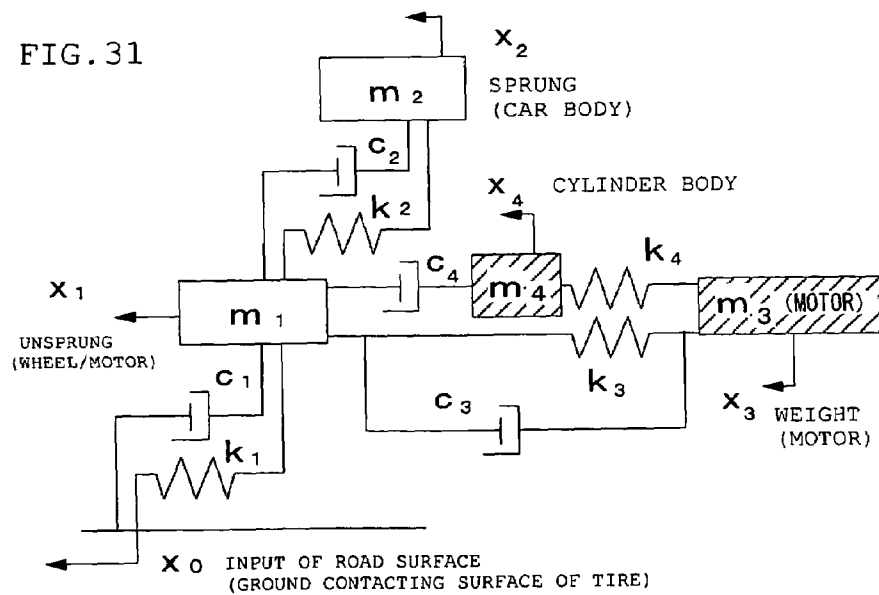 FIG.31
x2
m2
SPRUNG
(CAR BODY)
c2
k2
x4
CYLINDER BODY
c4
m4
k4
x1
m1
m3 (MOTOR)
UNSPRUNG
(WHEEL/MOTOR)
k3
c1
c3
x3
WEIGHT
(MOTOR)
k1
x0 INPUT OF ROAD SURFACE
(GROUND CONTACTING SURFACE OF TIRE)